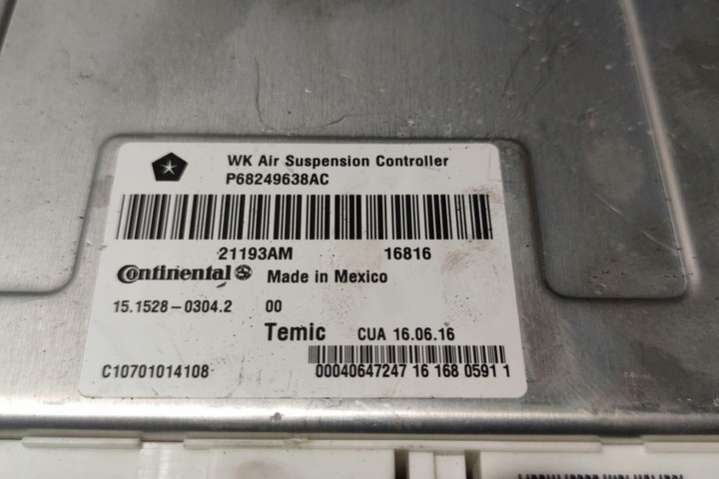 WK Air Suspension Controller
P68249638AC
21193AM 16816
Continental Made in Mexico
15.1528-0304.2 00
Temic CUA 16.06.16
C10701014108 00040647247 16 168 0591 1